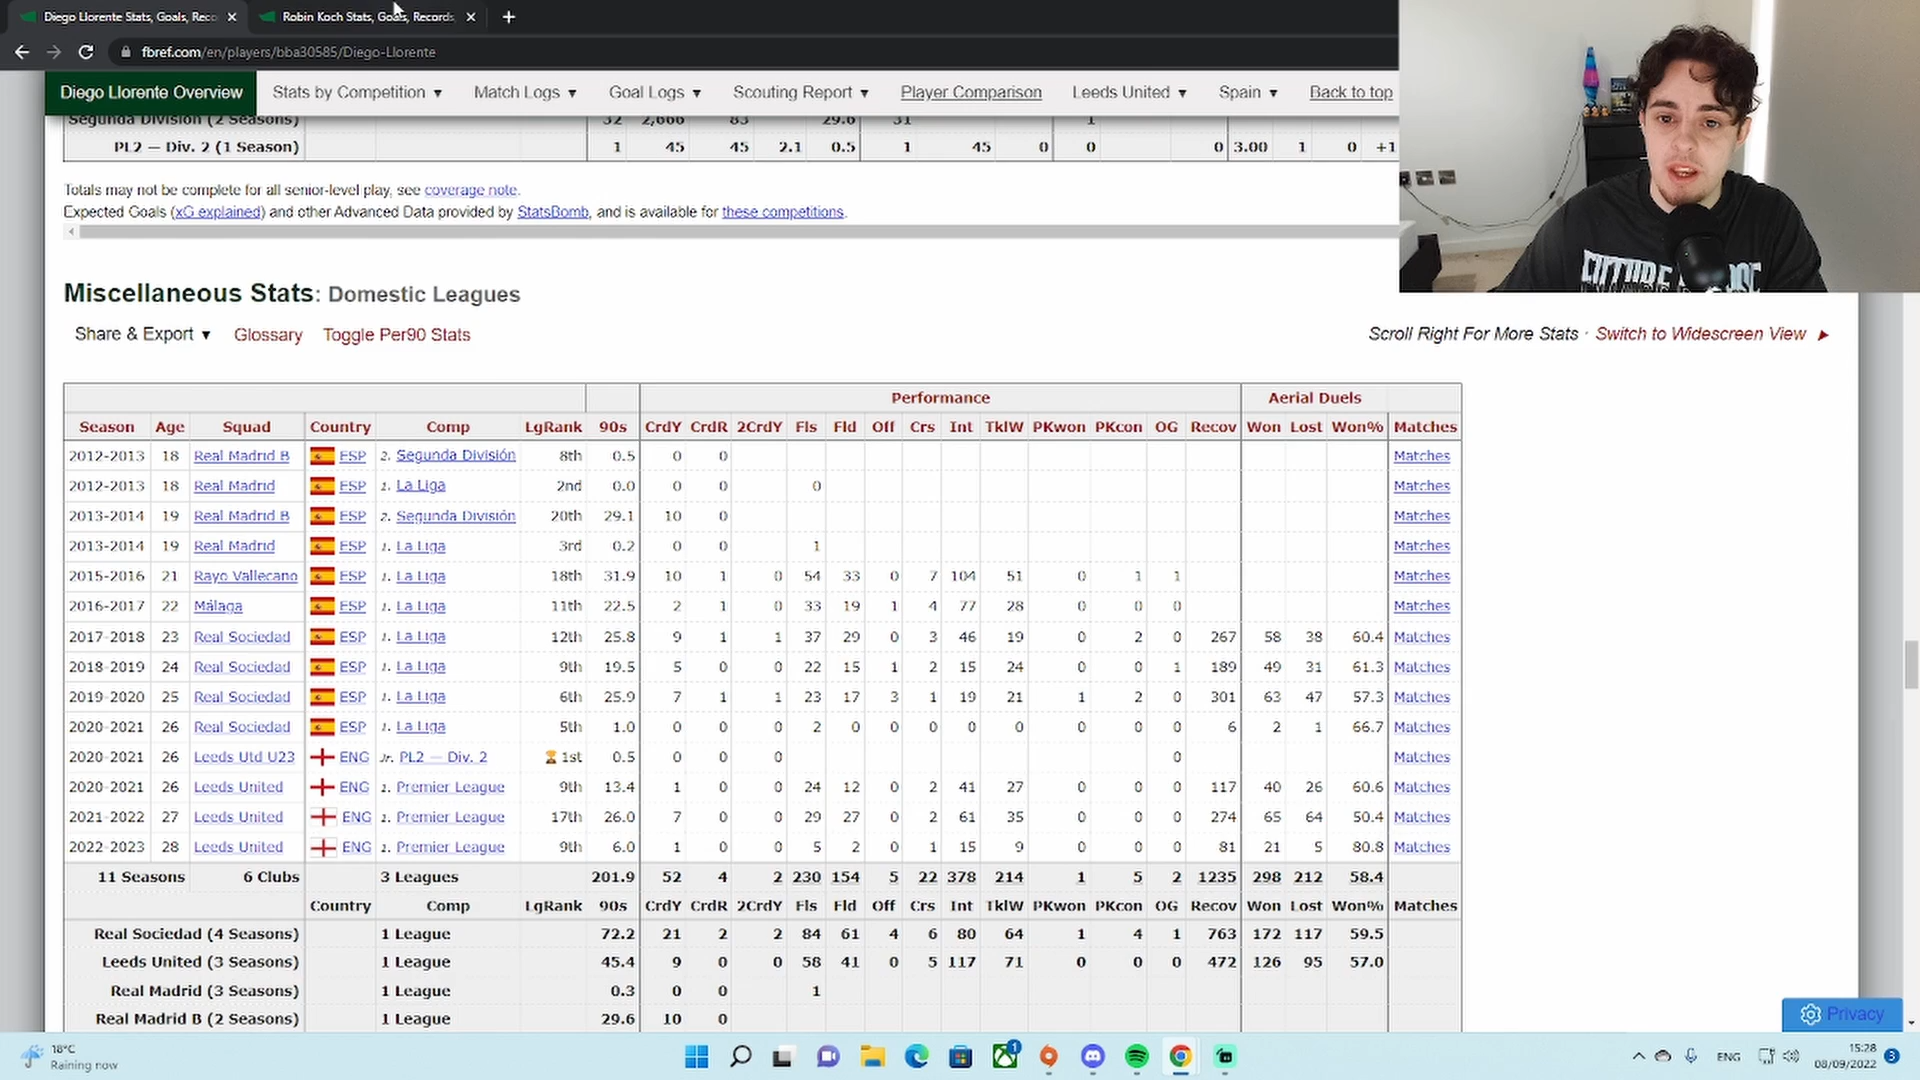 Diego Llorente Stats, Goals, Reco
Robin Koch Stats, Goals, Records
fbref.com/en/players/bba30585/Diego-Llorente
Diego Llorente Overview Stats by Competition ▼ Match Logs ▼ Goal Logs ▼ Scouting Report ▼ Player Comparison Leeds United ▼ Spain ▼ Back to top
Segunda División (2 Seasons) 32 2,666 83 29.6 31 1
PL2 — Div. 2 (1 Season) 1 45 45 2.1 0.5 1 45 0 0 0 3.00 1 0 +1
Totals may not be complete for all senior-level play, see coverage note.
Expected Goals (xG explained) and other Advanced Data provided by StatsBomb, and is available for these competitions.
Miscellaneous Stats: Domestic Leagues
Share & Export ▼ Glossary Toggle Per90 Stats
Scroll Right For More Stats · Switch to Widescreen View ►
Performance Aerial Duels
Season Age Squad Country Comp LgRank 90s CrdY CrdR 2CrdY Fls Fld Off Crs Int TklW PKwon PKcon OG Recov Won Lost Won% Matches
2012-2013 18 Real Madrid B ESP 2. Segunda División 8th 0.5 0 0 Matches
2012-2013 18 Real Madrid ESP 1. La Liga 2nd 0.0 0 0 0 Matches
2013-2014 19 Real Madrid B ESP 2. Segunda División 20th 29.1 10 0 Matches
2013-2014 19 Real Madrid ESP 1. La Liga 3rd 0.2 0 0 1 Matches
2015-2016 21 Rayo Vallecano ESP 1. La Liga 18th 31.9 10 1 0 54 33 0 7 104 51 0 1 1 Matches
2016-2017 22 Málaga ESP 1. La Liga 11th 22.5 2 1 0 33 19 1 4 77 28 0 0 0 Matches
2017-2018 23 Real Sociedad ESP 1. La Liga 12th 25.8 9 1 1 37 29 0 3 46 19 0 2 0 267 58 38 60.4 Matches
2018-2019 24 Real Sociedad ESP 1. La Liga 9th 19.5 5 0 0 22 15 1 2 15 24 0 0 1 189 49 31 61.3 Matches
2019-2020 25 Real Sociedad ESP 1. La Liga 6th 25.9 7 1 1 23 17 3 1 19 21 1 2 0 301 63 47 57.3 Matches
2020-2021 26 Real Sociedad ESP 1. La Liga 5th 1.0 0 0 0 2 0 0 0 0 0 0 0 0 6 2 1 66.7 Matches
2020-2021 26 Leeds Utd U23 ENG Jr. PL2 — Div. 2 1st 0.5 0 0 0 0 Matches
2020-2021 26 Leeds United ENG 1. Premier League 9th 13.4 1 0 0 24 12 0 2 41 27 0 0 0 117 40 26 60.6 Matches
2021-2022 27 Leeds United ENG 1. Premier League 17th 26.0 7 0 0 29 27 0 2 61 35 0 0 0 274 65 64 50.4 Matches
2022-2023 28 Leeds United ENG 1. Premier League 9th 6.0 1 0 0 5 2 0 1 15 9 0 0 0 81 21 5 80.8 Matches
11 Seasons 6 Clubs 3 Leagues 201.9 52 4 2 230 154 5 22 378 214 1 5 2 1235 298 212 58.4
Country Comp LgRank 90s CrdY CrdR 2CrdY Fls Fld Off Crs Int TklW PKwon PKcon OG Recov Won Lost Won% Matches
Real Sociedad (4 Seasons) 1 League 72.2 21 2 2 84 61 4 6 80 64 1 4 1 763 172 117 59.5
Leeds United (3 Seasons) 1 League 45.4 9 0 0 58 41 0 5 117 71 0 0 0 472 126 95 57.0
Real Madrid (3 Seasons) 1 League 0.3 0 0 1
Real Madrid B (2 Seasons) 1 League 29.6 10 0
Privacy
18°C
Raining now
1
ENG
15:28
08/09/2022
3